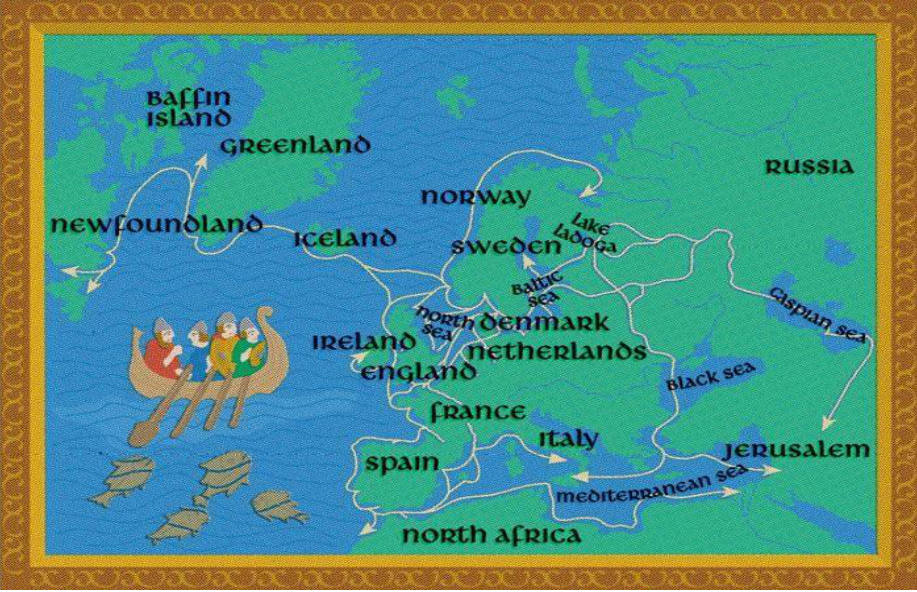 Baffin
Island
Greenland
Russia
Norway
Newfoundland
Iceland
Sweden
Lake
Ladoga
Baltic
Sea
Caspian Sea
North
Sea
Denmark
Ireland
Netherlands
England
Black Sea
France
Italy
Jerusalem
Spain
Mediterranean Sea
North Africa